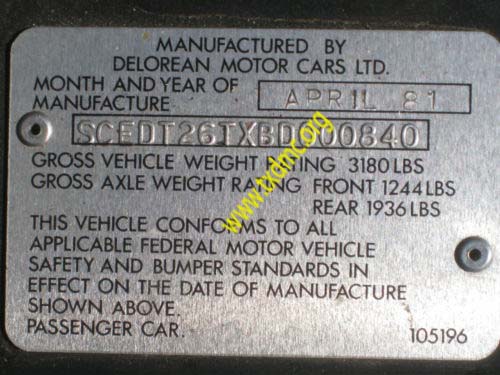 MANUFACTURED BY
DELOREAN MOTOR CARS LTD.
MONTH AND YEAR OF
MANUFACTURE APRIL 81
SCEDT26TXBD000840
GROSS VEHICLE WEIGHT RATING 3180 LBS
GROSS AXLE WEIGHT RATING FRONT 1244 LBS
REAR 1936 LBS
THIS VEHICLE CONFORMS TO ALL
APPLICABLE FEDERAL MOTOR VEHICLE
SAFETY AND BUMPER STANDARDS IN
EFFECT ON THE DATE OF MANUFACTURE
SHOWN ABOVE.
PASSENGER CAR. 105196
www.txdmc.org